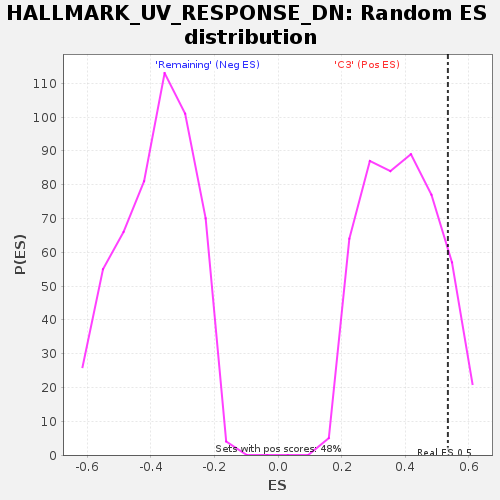 HALLMARK_UV_RESPONSE_DN: Random ES
distribution
'Remaining' (Neg ES)
'C3' (Pos ES)
110
100
90
80
70
60
50
40
30
20
10
0
P(ES)
Sets with pos scores: 48%
Real ES 0.5
-0.6 -0.4 -0.2 0.0 0.2 0.4 0.6
ES